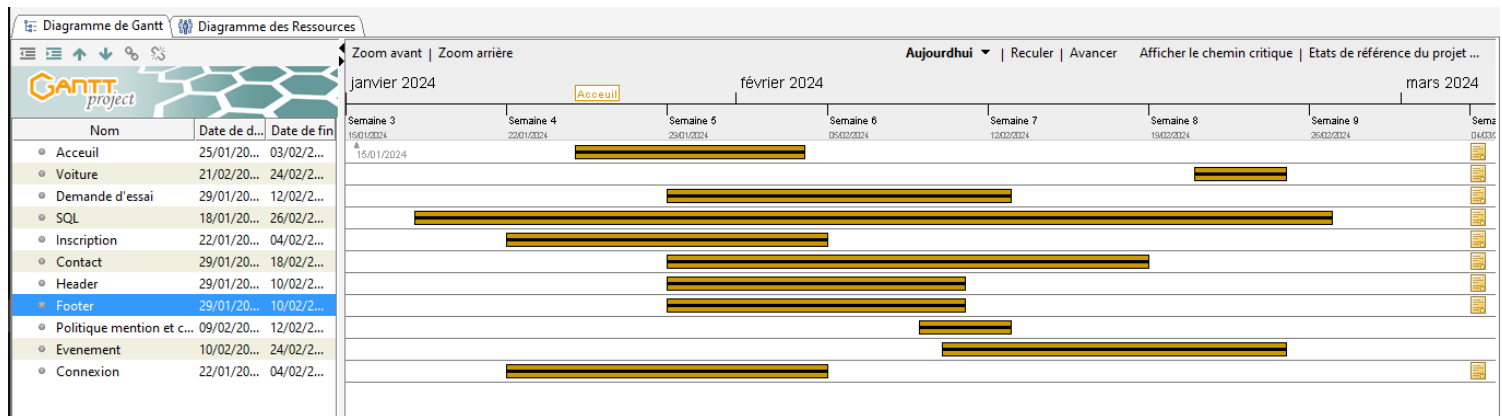 Diagramme de Gantt Diagramme des Ressources
Zoom avant | Zoom arrière Aujourdhui | Reculer | Avancer Afficher le chemin critique | Etats de référence du projet ...
GANTT project
janvier 2024 février 2024 mars 2024
Acceuil
Semaine 3 Semaine 4 Semaine 5 Semaine 6 Semaine 7 Semaine 8 Semaine 9 Sema
15/01/2024 22/01/2024 29/01/2024 05/02/2024 12/02/2024 19/02/2024 26/02/2024 04/03/2
Nom Date de d... Date de fin
Acceuil 25/01/20... 03/02/2...
15/01/2024
Voiture 21/02/20... 24/02/2...
Demande d'essai 29/01/20... 12/02/2...
SQL 18/01/20... 26/02/2...
Inscription 22/01/20... 04/02/2...
Contact 29/01/20... 18/02/2...
Header 29/01/20... 10/02/2...
Footer 29/01/20... 10/02/2...
Politique mention et c... 09/02/20... 12/02/2...
Evenement 10/02/20... 24/02/2...
Connexion 22/01/20... 04/02/2...